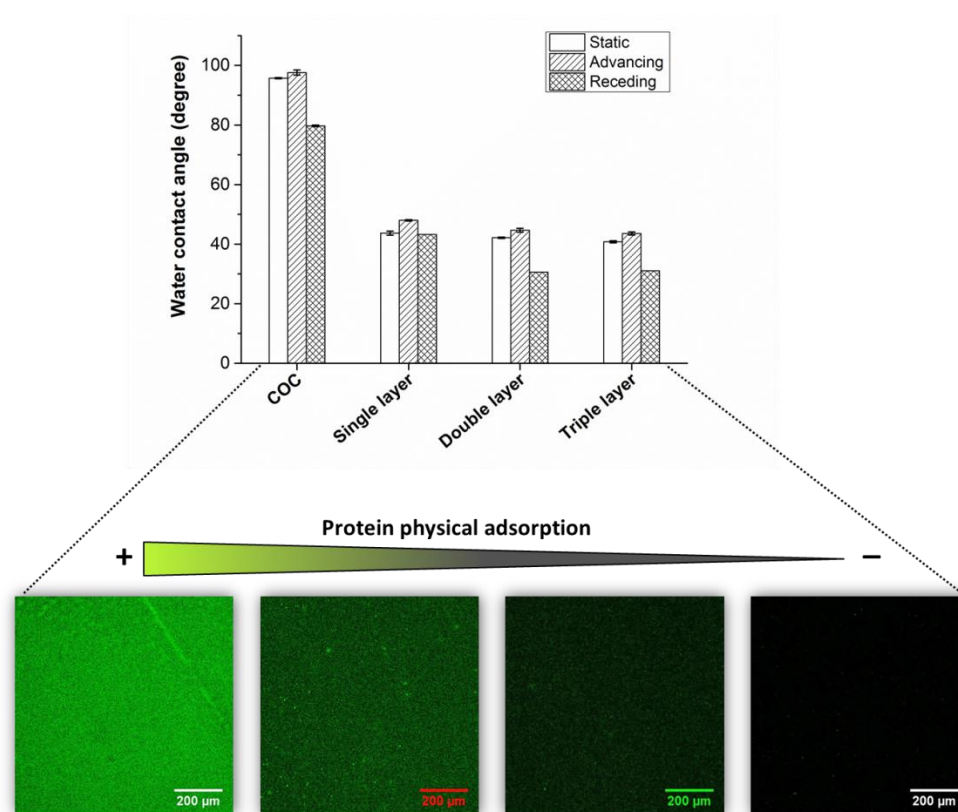 Static
Advancing
Receding
Water contact angle (degree)
100
80
60
40
20
0
COC
Single layer
Double layer
Triple layer
Protein physical adsorption
+
−
200 µm
200 µm
200 µm
200 µm